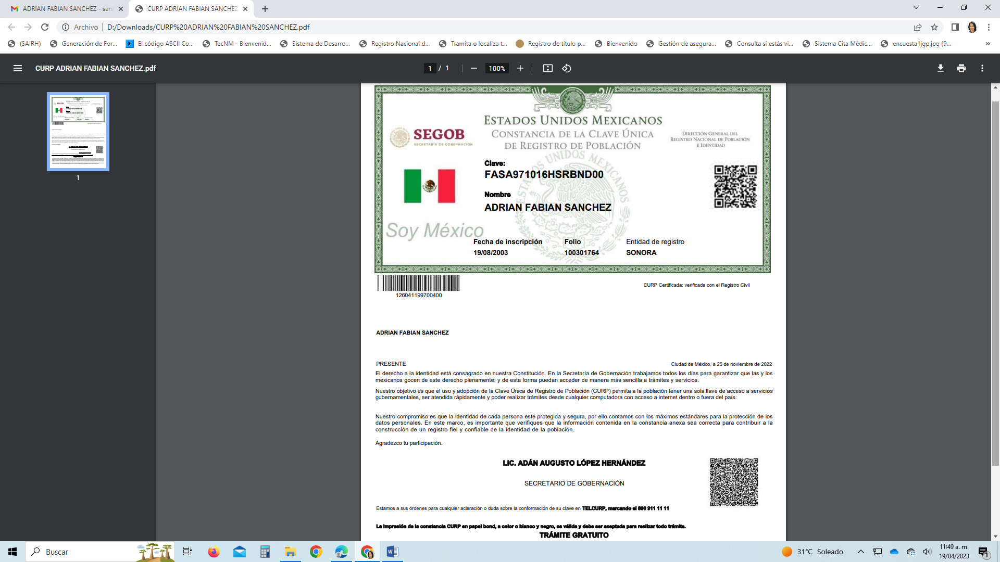 ADRIAN FABIAN SANCHEZ - serv
CURP ADRIAN FABIAN SANCHEZ
Archivo
D:/Downloads/CURP%20ADRIAN%20FABIAN%20SANCHEZ.pdf
(SAIRH)
Generación de For...
El código ASCII Co...
TecNM - Bienvenid...
Sistema de Desarro...
Registro Nacional d...
Tramita o localiza t...
Registro de título p...
Bienvenido
Gestión de asegura...
Consulta si estás vi...
Sistema Cita Médic...
encuesta1jgp.jpg (9...
»
CURP ADRIAN FABIAN SANCHEZ.pdf
1 / 1
100%
1
ESTADOS UNIDOS MEXICANOS
CONSTANCIA DE LA CLAVE ÚNICA
DE REGISTRO DE POBLACIÓN
SEGOB
SECRETARÍA DE GOBERNACIÓN
DIRECCIÓN GENERAL DEL
REGISTRO NACIONAL DE POBLACIÓN
E IDENTIDAD
ESTADOS UNIDOS MEXICANOS
Clave:
FASA971016HSRBND00
Nombre
ADRIAN FABIAN SANCHEZ
Soy México
Fecha de inscripción
Folio
Entidad de registro
19/08/2003
100301764
SONORA
126041199700400
CURP Certificada: verificada con el Registro Civil
ADRIAN FABIAN SANCHEZ
PRESENTE
Ciudad de México, a 25 de noviembre de 2022
El derecho a la identidad está consagrado en nuestra Constitución. En la Secretaría de Gobernación trabajamos todos los días para garantizar que las y los
mexicanos gocen de este derecho plenamente; y de esta forma puedan acceder de manera más sencilla a trámites y servicios.
Nuestro objetivo es que el uso y adopción de la Clave Única de Registro de Población (CURP) permita a la población tener una sola llave de acceso a servicios
gubernamentales, ser atendida rápidamente y poder realizar trámites desde cualquier computadora con acceso a internet dentro o fuera del país.
Nuestro compromiso es que la identidad de cada persona esté protegida y segura, por ello contamos con los máximos estándares para la protección de los
datos personales. En este marco, es importante que verifiques que la información contenida en la constancia anexa sea correcta para contribuir a la
construcción de un registro fiel y confiable de la identidad de la población.
Agradezco tu participación.
LIC. ADÁN AUGUSTO LÓPEZ HERNÁNDEZ
SECRETARIO DE GOBERNACIÓN
Estamos a sus órdenes para cualquier aclaración o duda sobre la conformación de su clave en TELCURP, marcando el 800 911 11 11
La impresión de la constancia CURP en papel bond, a color o blanco y negro, es válida y debe ser aceptada para realizar todo trámite.
TRÁMITE GRATUITO
Buscar
31°C Soleado
11:49 a. m.
19/04/2023
1